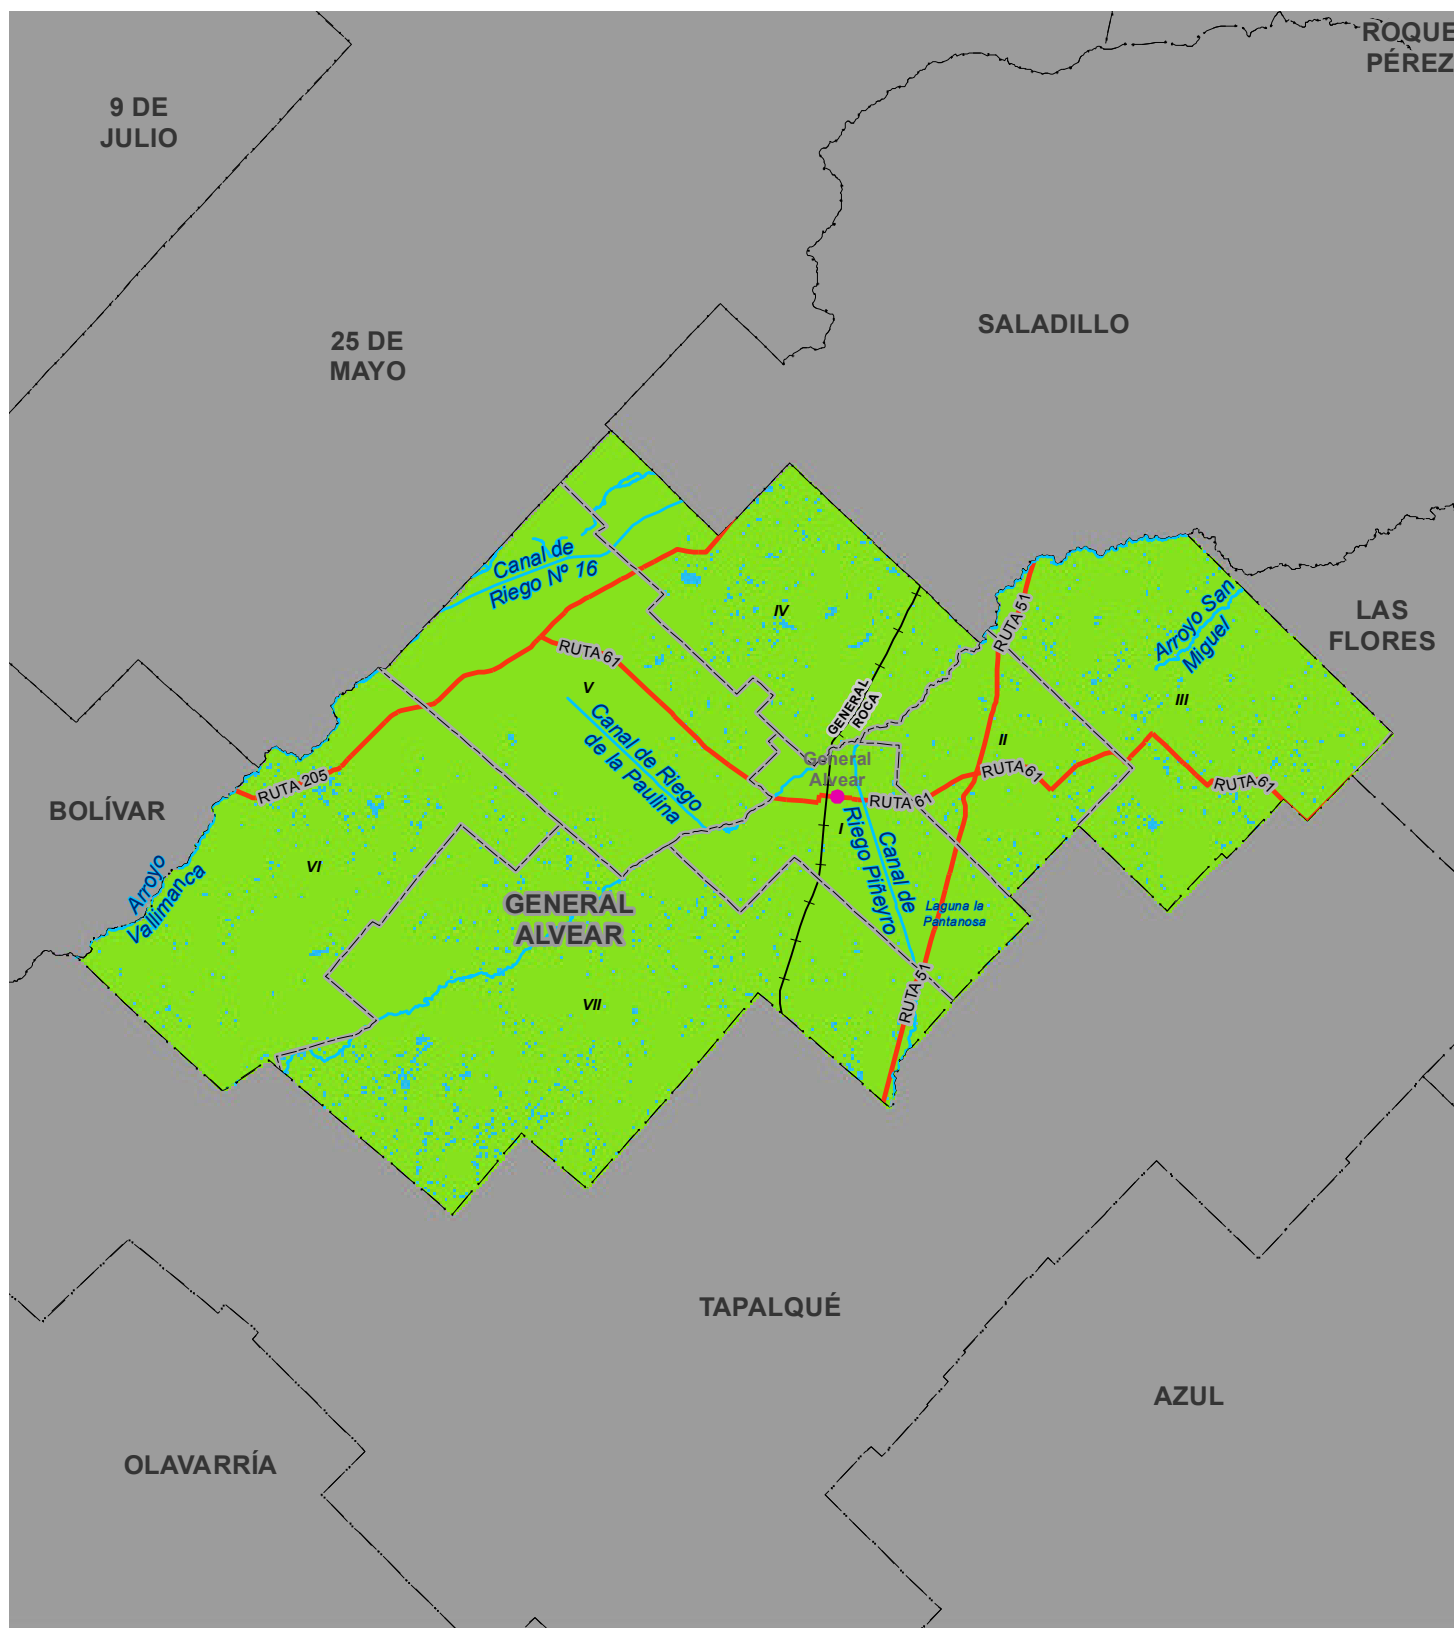 ROQUE
PÉREZ
9 DE
JULIO
SALADILLO
25 DE
MAYO
Canal de
Riego Nº 16
IV
RUTA 51
Arroyo San
Miguel
LAS
FLORES
RUTA 61
V
GENERAL
ROCA
III
II
Canal de Riego
de la Paulina
General
Alvear
RUTA 61
RUTA 61
RUTA 205
RUTA 61
BOLÍVAR
I
Canal de
Riego Piñeyro
VI
Arroyo
Vallimanca
GENERAL
ALVEAR
Laguna la
Pantanosa
RUTA 51
VII
TAPALQUÉ
AZUL
OLAVARRÍA